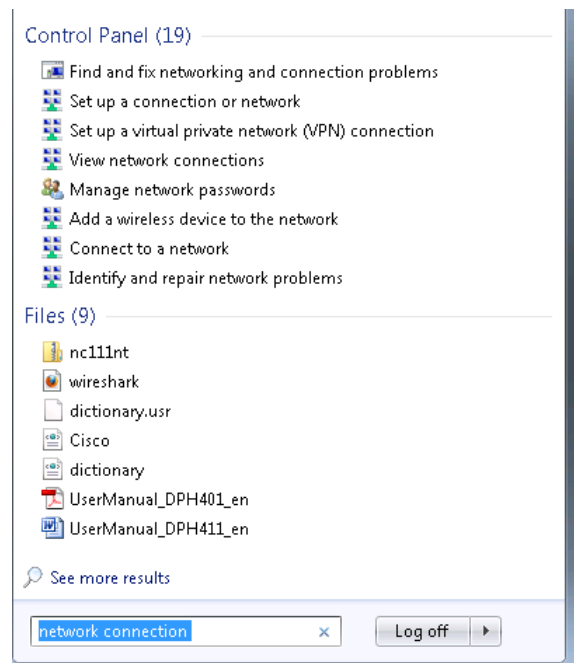 Control Panel (19)
Find and fix networking and connection problems
Set up a connection or network
Set up a virtual private network (VPN) connection
View network connections
Manage network passwords
Add a wireless device to the network
Connect to a network
Identify and repair network problems
Files (9)
nc111nt
wireshark
dictionary.usr
Cisco
dictionary
UserManual_DPH401_en
UserManual_DPH411_en
See more results
network connection
Log off